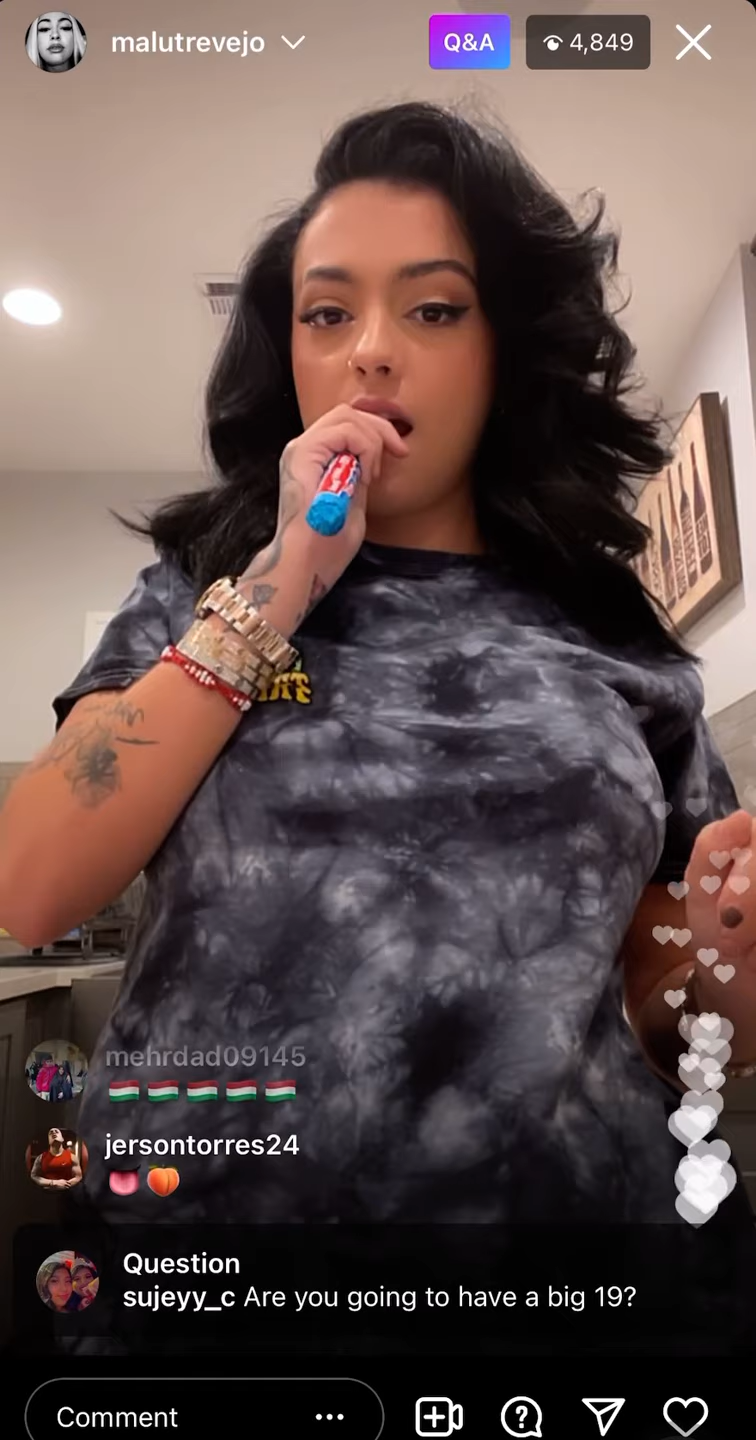 malutrevejo
Q&A
4,849
mehrdad09145
jersontorres24
Question
sujeyy_c Are you going to have a big 19?
Comment